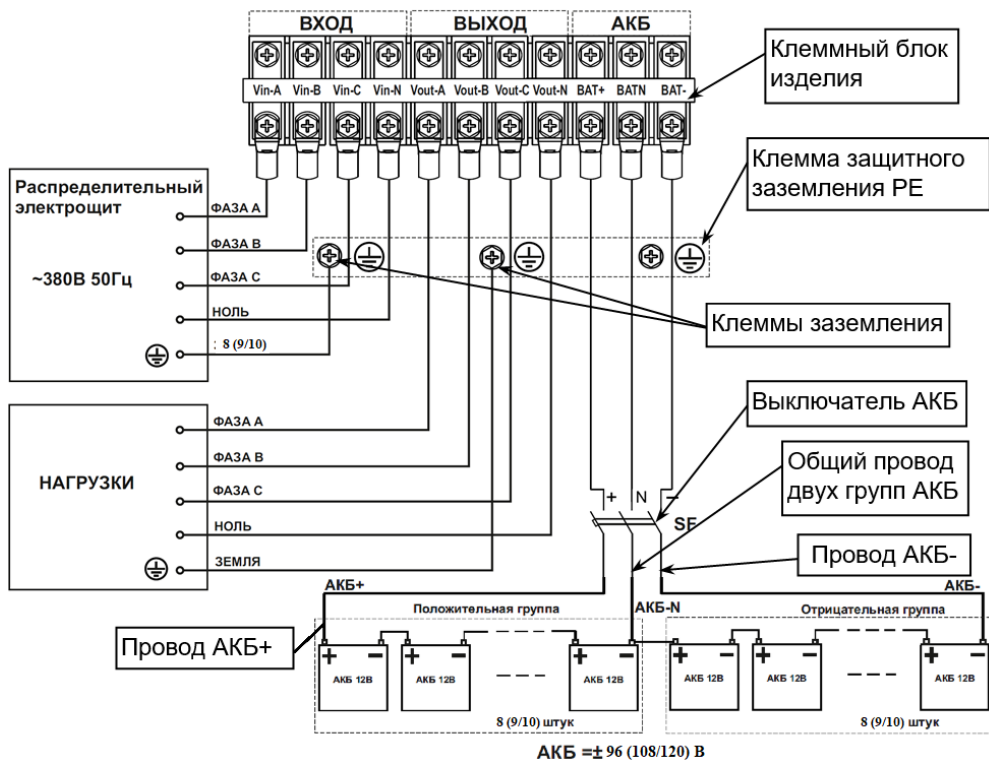 ВХОД ВЫХОД АКБ
Vin-A Vin-B Vin-C Vin-N Vout-A Vout-B Vout-C Vout-N BAT+ BATN BAT-
Клеммный блок
изделия
Клемма защитного
заземления PE
Распределительный
электрощит
~380В 50Гц
ФАЗА А
ФАЗА В
ФАЗА С
НОЛЬ
: 8 (9/10)
Клеммы заземления
НАГРУЗКИ
ФАЗА А
ФАЗА В
ФАЗА С
НОЛЬ
ЗЕМЛЯ
Выключатель АКБ
Общий провод
двух групп АКБ
Провод АКБ-
+ N −
SF
АКБ+
АКБ-N
АКБ-
Положительная группа
Отрицательная группа
Провод АКБ+
+ − + − + − + − + − + −
АКБ 12В АКБ 12В АКБ 12В АКБ 12В АКБ 12В АКБ 12В
8 (9/10) штук
8 (9/10) штук
АКБ =± 96 (108/120) В